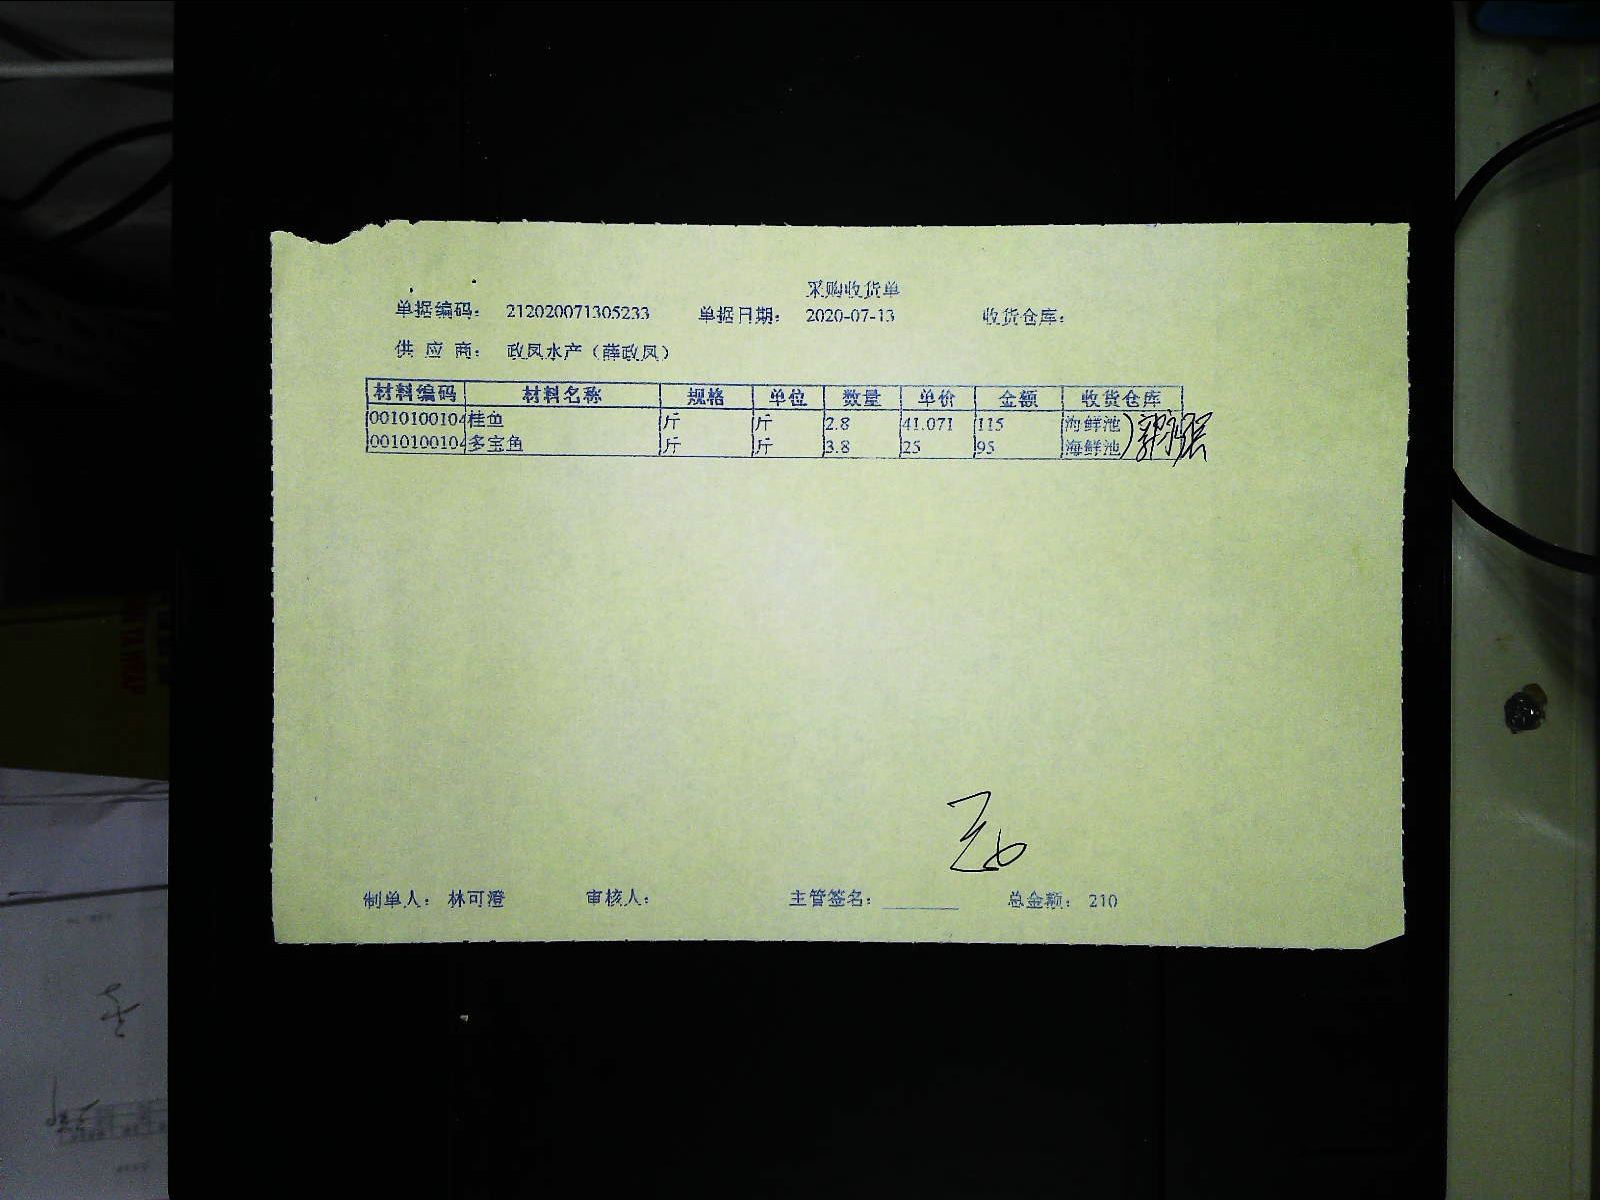 采购收货单
单据编码： 212020071305233 单据日期： 2020-07-13 收货仓库：
供 应 商： 政凤水产（薛政凤）
材料编码 材料名称 规格 单位 数量 单价 金额 收货仓库
0010100104 桂鱼 斤 斤 2.8 41.071 115 海鲜池
0010100104 多宝鱼 斤 斤 3.8 25 95 海鲜池
制单人： 林可澄 审核人： 主管签名： 总金额： 210